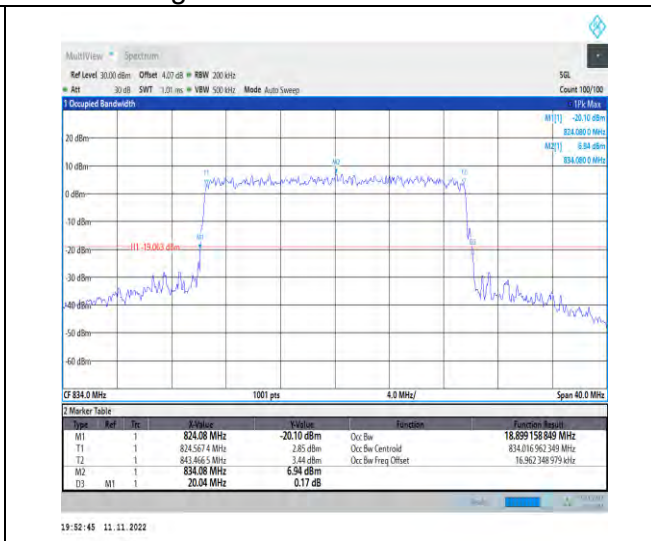 MultiView Spectrum
Ref Level 30.00 dBm Offset 4.07 dB RBW 200 kHz SGL
Att 30 dB SWT 1.01 ms VBW 500 kHz Mode Auto Sweep Count 100/100
1 Occupied Bandwidth 1Pk Max
M1[1] -20.10 dBm
824.080 0 MHz
M2[1] 6.94 dBm
834.080 0 MHz
20 dBm
10 dBm
0 dBm
-10 dBm
-20 dBm
-30 dBm
-40 dBm
-50 dBm
-60 dBm
T1
M2
T2
M1
D3
H1 -19.063 dBm
CF 834.0 MHz 1001 pts 4.0 MHz/ Span 40.0 MHz
2 Marker Table
Type Ref Trc X-Value Y-Value Function Function Result
M1 1 824.08 MHz -20.10 dBm Occ Bw 18.899 158 849 MHz
T1 1 824.567 4 MHz 2.85 dBm Occ Bw Centroid 834.016 962 349 MHz
T2 1 843.466 5 MHz 3.44 dBm Occ Bw Freq Offset 16.962 348 979 kHz
M2 1 834.08 MHz 6.94 dBm
D3 M1 1 20.04 MHz 0.17 dB
Ready
19:52:45 11.11.2022